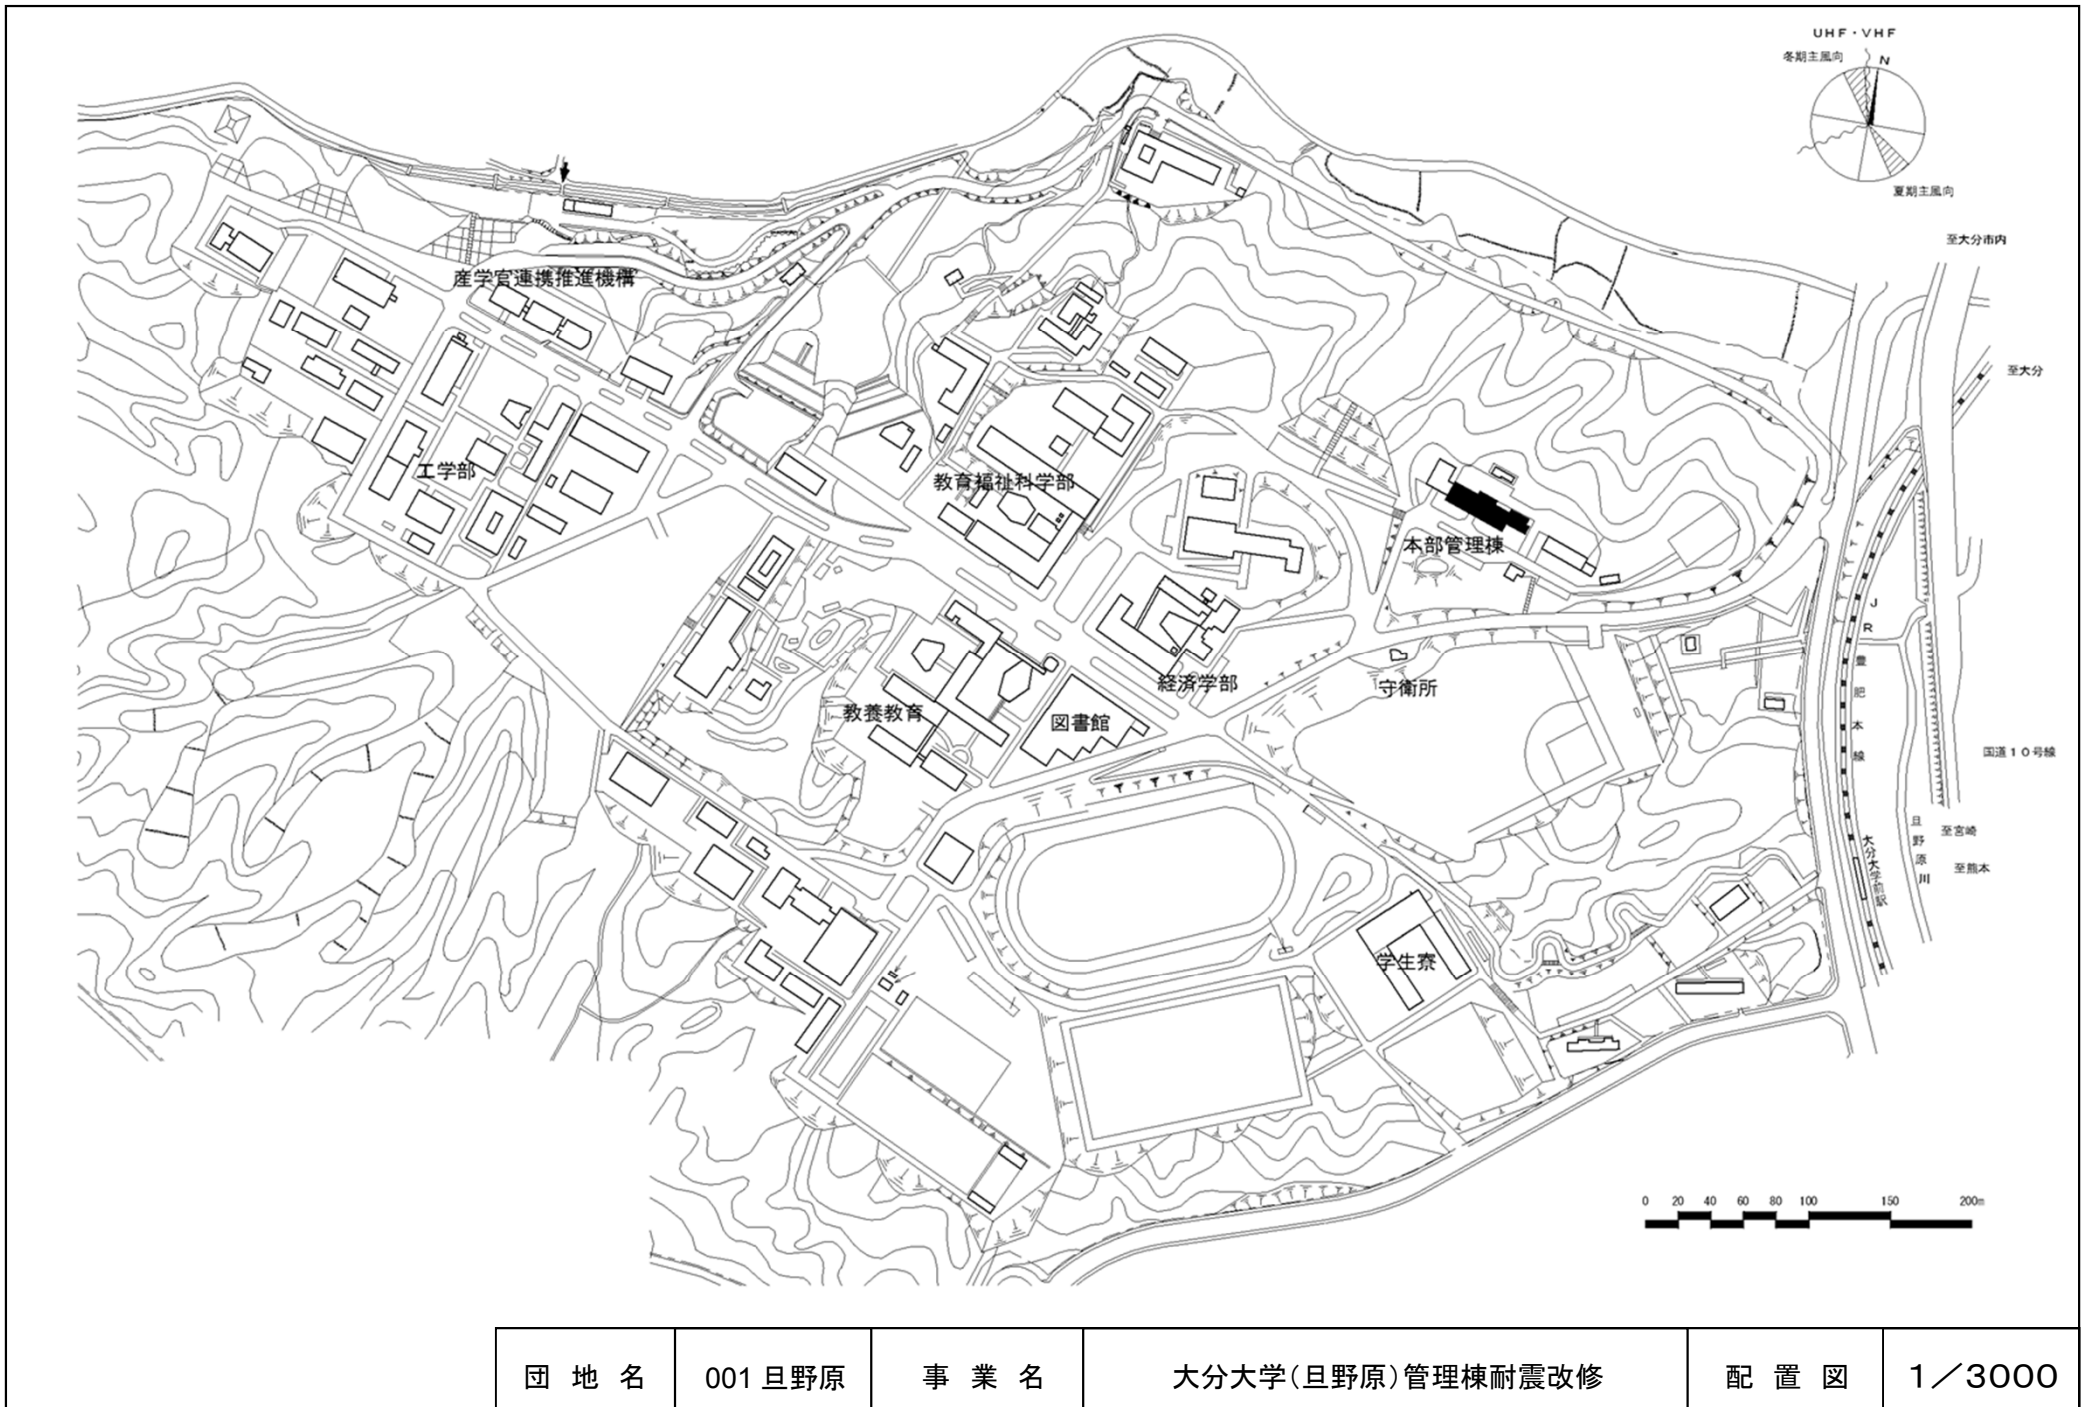 UHF・VHF
冬期主風向
N
夏期主風向
至大分市内
至大分
産学官連携推進機構
工学部
教育福祉科学部
本部管理棟
経済学部
守衛所
教養教育
図書館
学生寮
JR豊肥本線
国道10号線
旦野原川
至宮崎
至熊本
大分大学前駅
0 20 40 60 80 100 150 200m
団地名 001 旦野原 事業名 大分大学(旦野原)管理棟耐震改修 配置図 1/3000